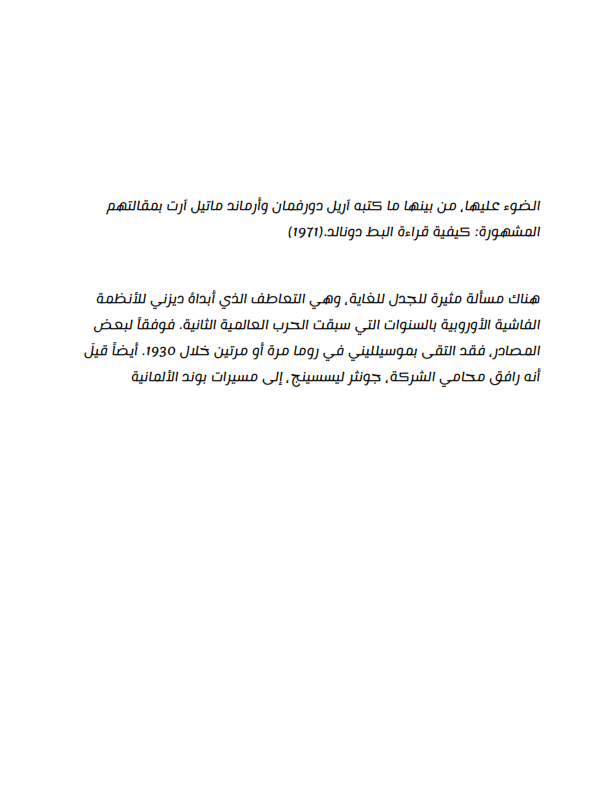 الضوء عليها، من بينها ما كتبه آريل دورفمان وأرماند ماتيل آرت بمقالتهم
المشهورة: كيفية قراءة البط دونالد.(1971)
هناك مسألة مثيرة للجدل للغاية، وهي التعاطف الذي أبداهُ ديزني للأنظمة
الفاشية الأوروبية بالسنوات التي سبقت الحرب العالمية الثانية. فوفقاً لبعض
المصادر، فقد التقى بموسيلليني في روما مرة أو مرتين خلال 1930. أيضاً قيلَ
أنه رافق محامي الشركة، جونثر ليسسينج، إلى مسيرات بوند الألمانية